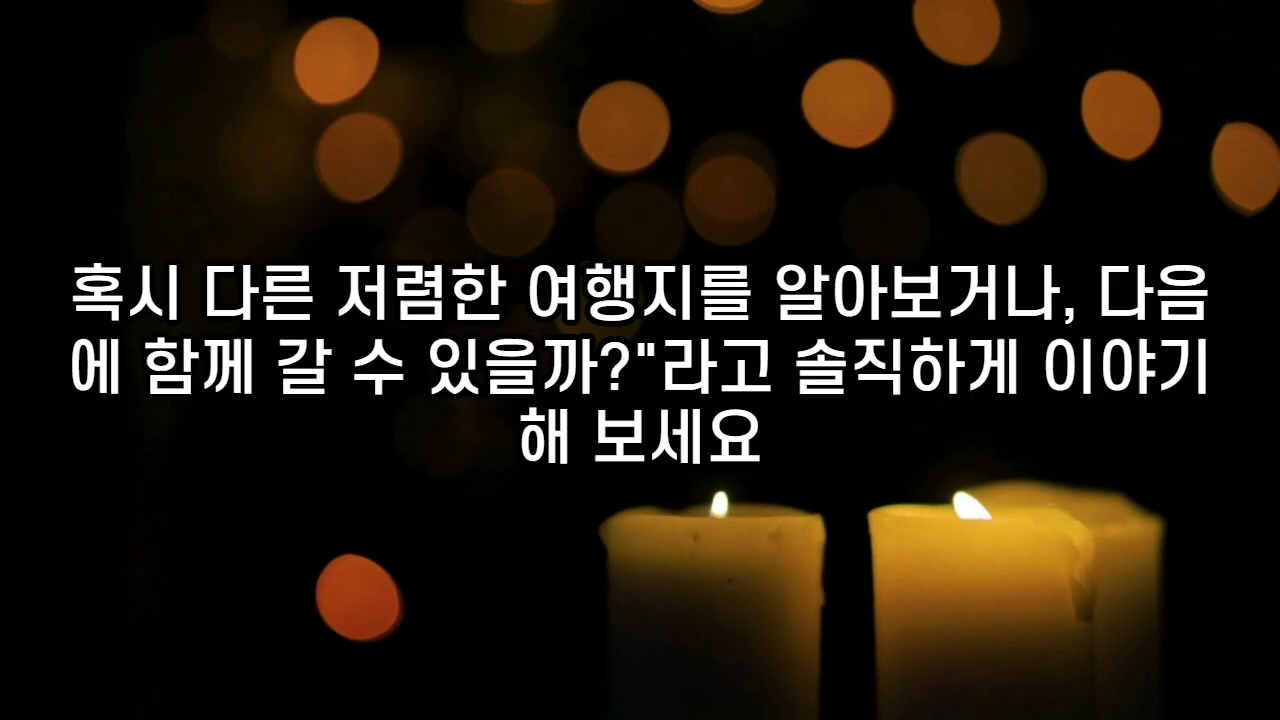 혹시 다른 저렴한 여행지를 알아보거나, 다음
에 함께 갈 수 있을까?"라고 솔직하게 이야기
해 보세요